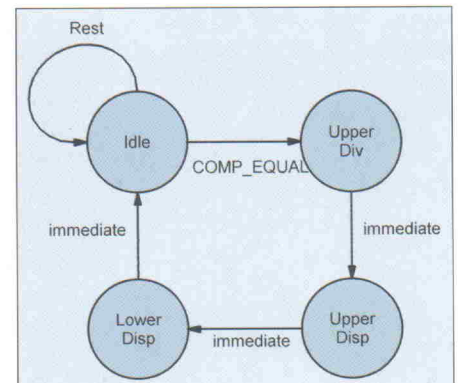 Rest
Idle
Upper
Div
COMP_EQUAL
immediate
immediate
Lower
Disp
immediate
Upper
Disp